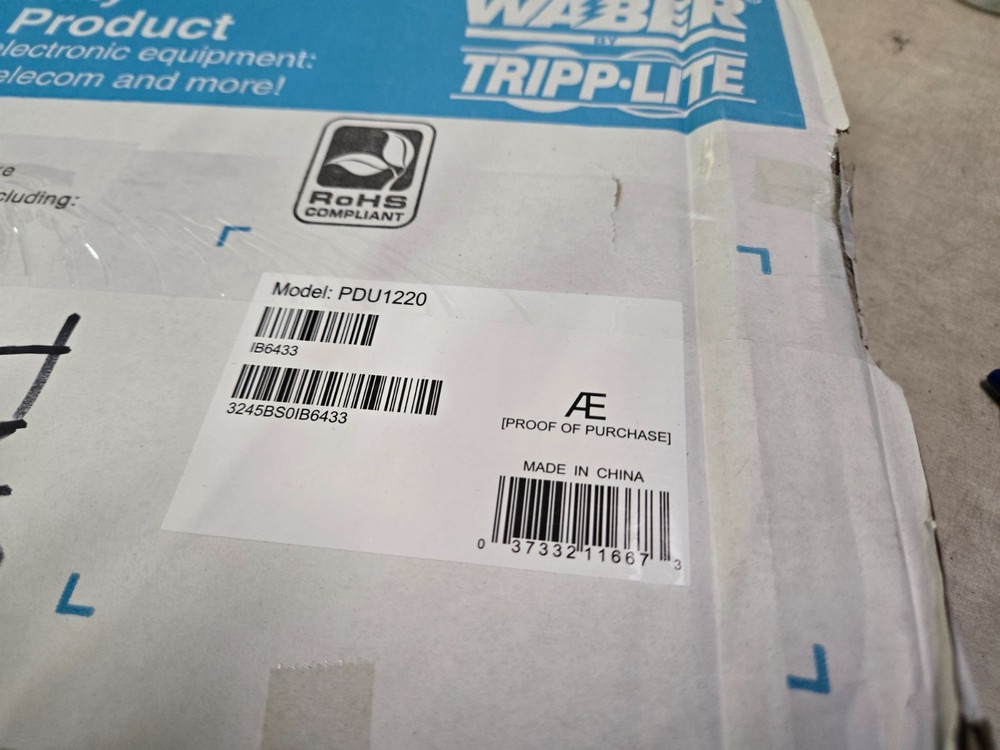 Product
electronic equipment:
telecom and more!
WABER
BY
TRIPP·LITE
RoHS
COMPLIANT
cluding:
Model: PDU1220
IB6433
3245BS0IB6433
Æ
[PROOF OF PURCHASE]
MADE IN CHINA
0 37332 11667 3